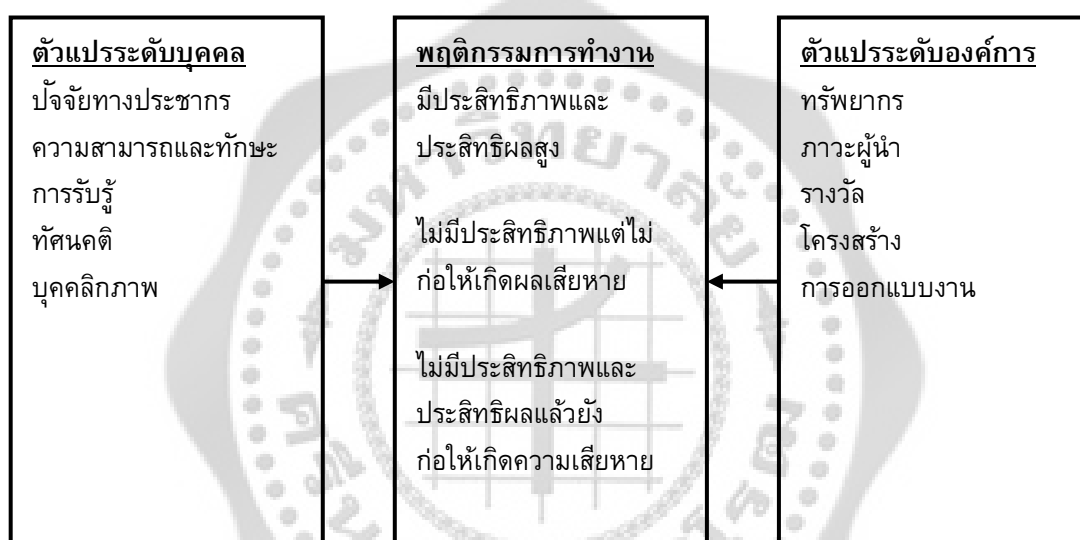 ตัวแปรระดับบุคคล
ปัจจัยทางประชากร
ความสามารถและทักษะ
การรับรู้
ทัศนคติ
บุคคลิกภาพ
พฤติกรรมการทำงาน
มีประสิทธิภาพและ
ประสิทธิผลสูง
ไม่มีประสิทธิภาพแต่ไม่
ก่อให้เกิดผลเสียหาย
ไม่มีประสิทธิภาพและ
ประสิทธิผลแล้วยัง
ก่อให้เกิดความเสียหาย
ตัวแปรระดับองค์การ
ทรัพยากร
ภาวะผู้นำ
รางวัล
โครงสร้าง
การออกแบบงาน